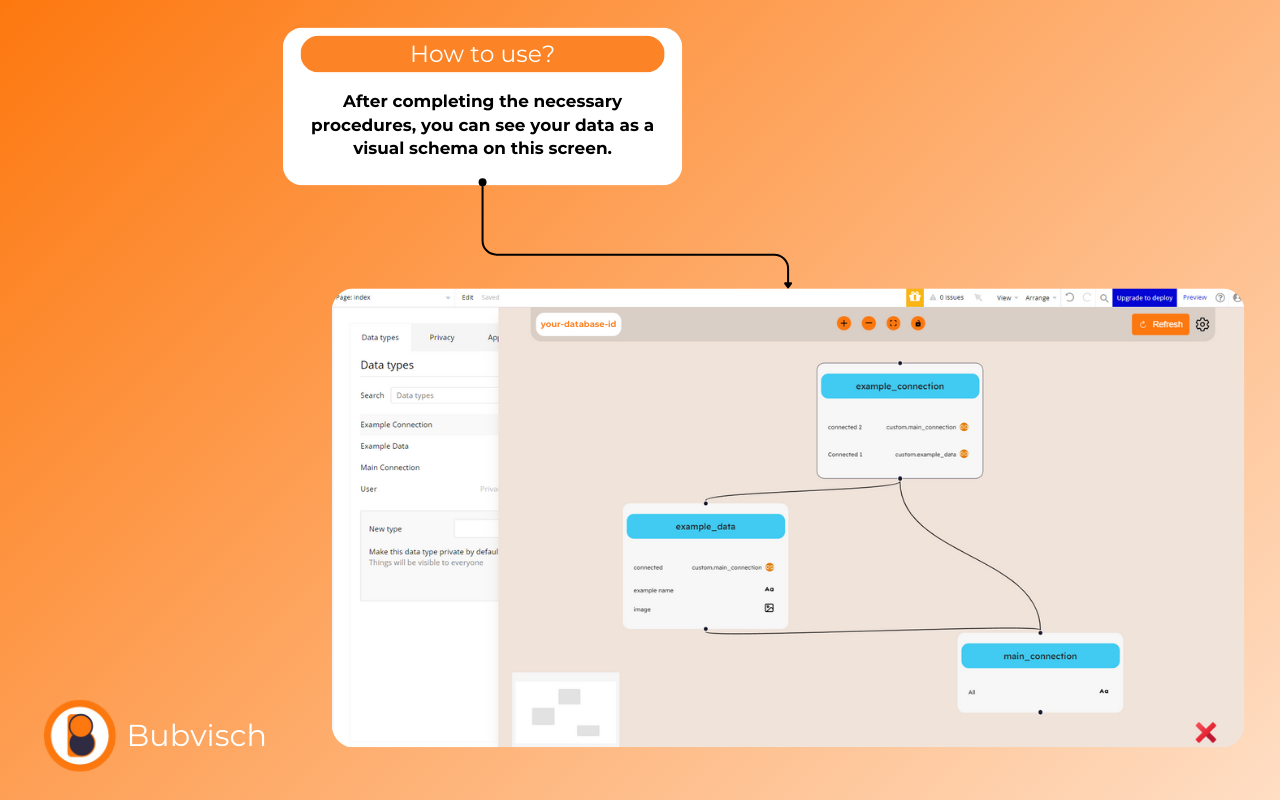 How to use?
After completing the necessary
procedures, you can see your data as a
visual schema on this screen.
Page: index
Edit
Saved
0 issues
View
Arrange
Upgrade to deploy
Preview
Data types
Privacy
App
Data types
Search
Data types
Example Connection
Example Data
Main Connection
User
Priva
New type
Make this data type private by defaul
Things will be visible to everyone
your-database-id
Refresh
example_connection
connected 2
custom.main_connection
Connected 1
custom.example_data
example_data
connected
custom.main_connection
example name
Aa
image
main_connection
All
Aa
Bubvisch